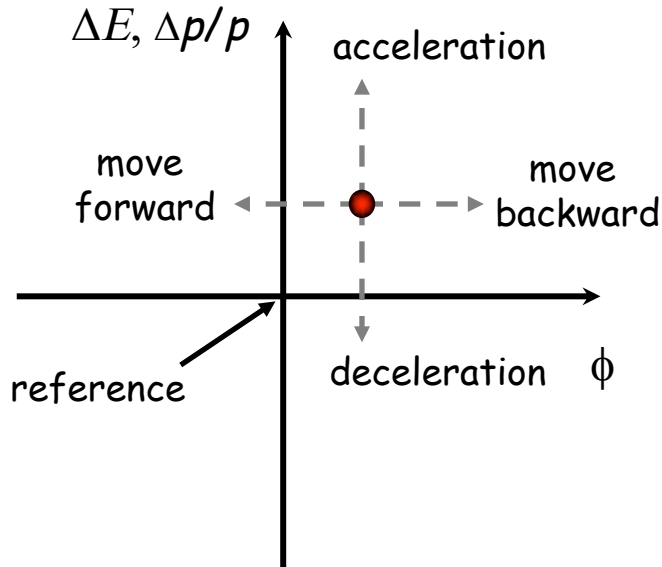 ΔE, Δp/p
acceleration
move
forward
move
backward
reference
deceleration
ϕ